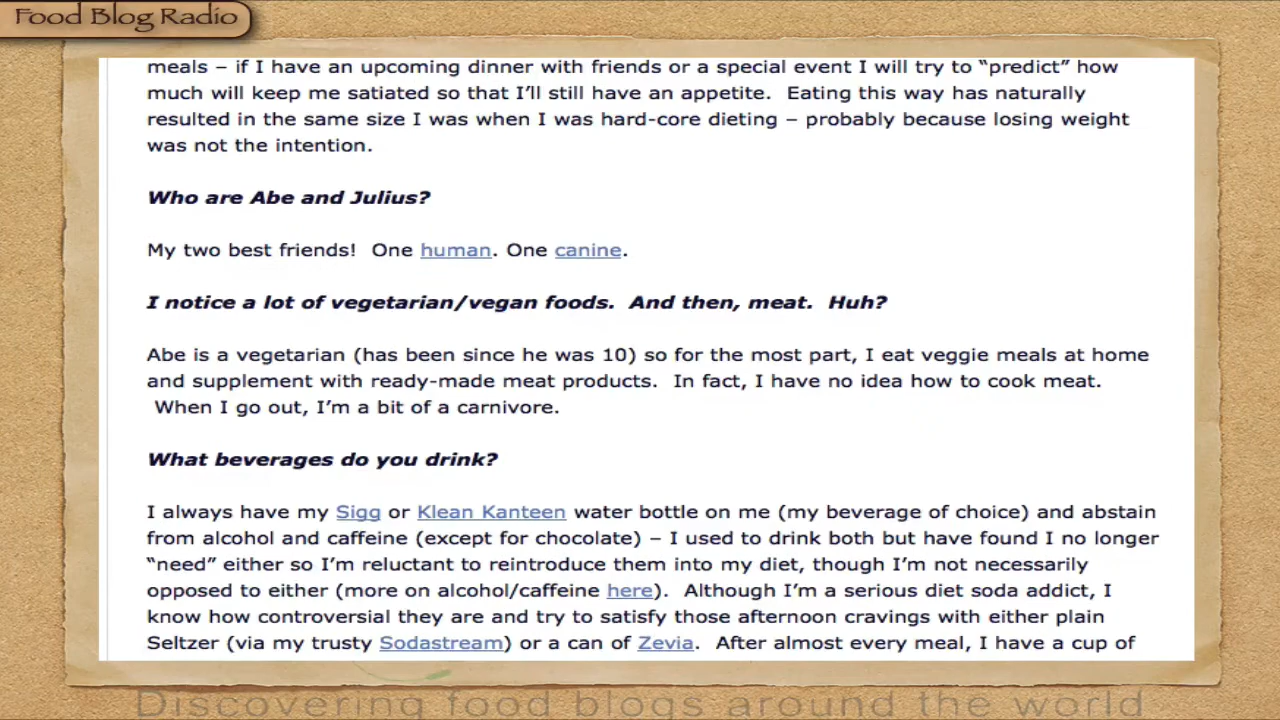 Food Blog Radio
meals – if I have an upcoming dinner with friends or a special event I will try to “predict” how
much will keep me satiated so that I’ll still have an appetite.  Eating this way has naturally
resulted in the same size I was when I was hard-core dieting – probably because losing weight
was not the intention.
Who are Abe and Julius?
My two best friends!  One human. One canine.
I notice a lot of vegetarian/vegan foods.  And then, meat.  Huh?
Abe is a vegetarian (has been since he was 10) so for the most part, I eat veggie meals at home
and supplement with ready-made meat products.  In fact, I have no idea how to cook meat.
When I go out, I’m a bit of a carnivore.
What beverages do you drink?
I always have my Sigg or Klean Kanteen water bottle on me (my beverage of choice) and abstain
from alcohol and caffeine (except for chocolate) – I used to drink both but have found I no longer
“need” either so I’m reluctant to reintroduce them into my diet, though I’m not necessarily
opposed to either (more on alcohol/caffeine here).  Although I’m a serious diet soda addict, I
know how controversial they are and try to satisfy those afternoon cravings with either plain
Seltzer (via my trusty Sodastream) or a can of Zevia.  After almost every meal, I have a cup of
Discovering food blogs around the world